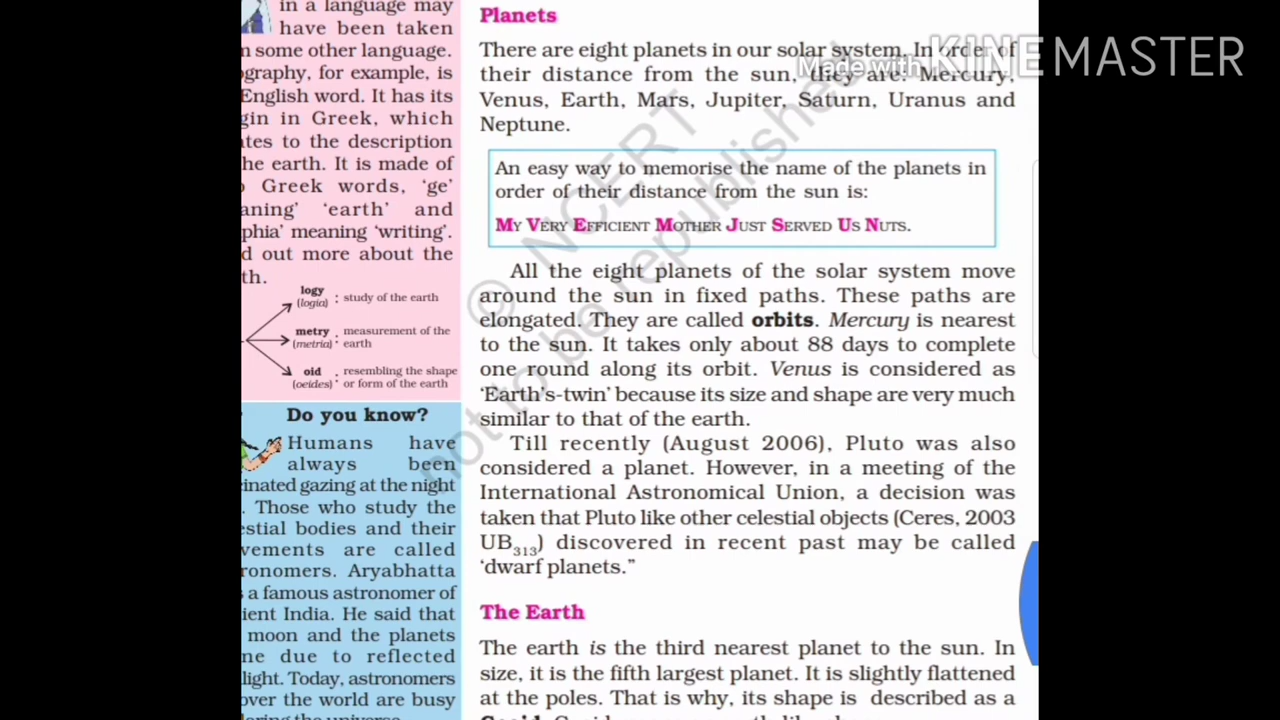 in a language may
have been taken
n some other language.
ography, for example, is
English word. It has its
gin in Greek, which
ates to the description
he earth. It is made of
o Greek words, ‘ge’
aning’ ‘earth’ and
phia’ meaning ‘writing’.
d out more about the
th.
logy
(logia) : study of the earth
metry : measurement of the
(metria) earth
oid : resembling the shape
(oeides) or form of the earth
Do you know?
Humans have
always been
cinated gazing at the night
. Those who study the
estial bodies and their
vements are called
ronomers. Aryabhatta
s a famous astronomer of
ient India. He said that
moon and the planets
ne due to reflected
light. Today, astronomers
over the world are busy
loring the universe.
Planets
There are eight planets in our solar system. In order of
their distance from the sun, they are: Mercury,
Venus, Earth, Mars, Jupiter, Saturn, Uranus and
Neptune.
An easy way to memorise the name of the planets in
order of their distance from the sun is:
MY VERY EFFICIENT MOTHER JUST SERVED US NUTS.
All the eight planets of the solar system move
around the sun in fixed paths. These paths are
elongated. They are called orbits. Mercury is nearest
to the sun. It takes only about 88 days to complete
one round along its orbit. Venus is considered as
‘Earth’s-twin’ because its size and shape are very much
similar to that of the earth.
Till recently (August 2006), Pluto was also
considered a planet. However, in a meeting of the
International Astronomical Union, a decision was
taken that Pluto like other celestial objects (Ceres, 2003
UB313) discovered in recent past may be called
‘dwarf planets.”
The Earth
The earth is the third nearest planet to the sun. In
size, it is the fifth largest planet. It is slightly flattened
at the poles. That is why, its shape is described as a
© NCERT
not to be republished
Made with KINEMASTER